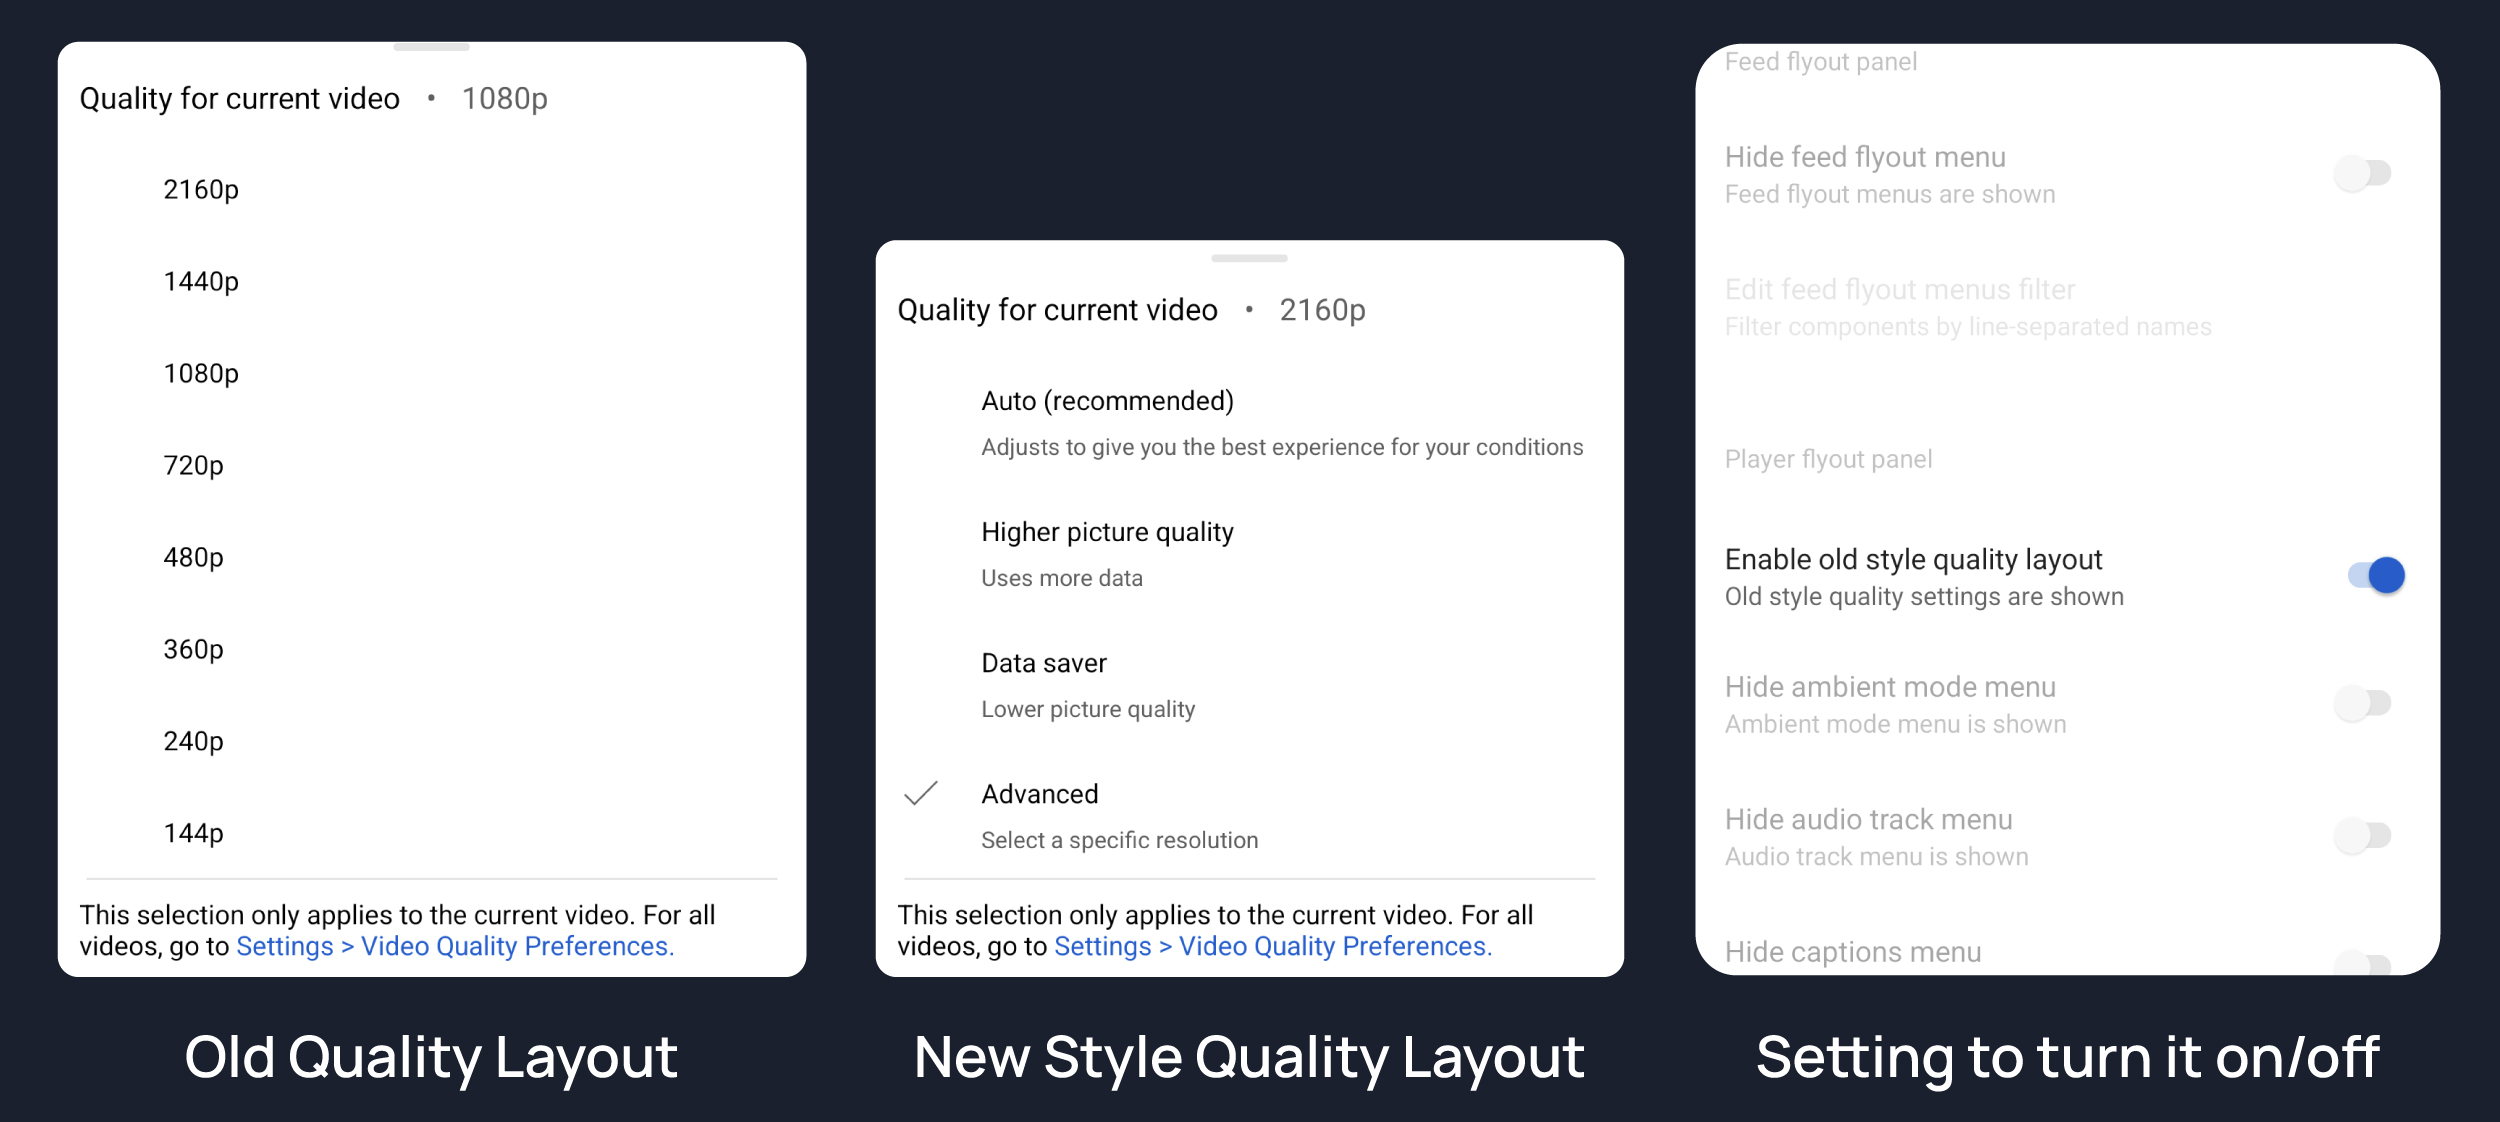 Quality for current video • 1080p
2160p
1440p
1080p
720p
480p
360p
240p
144p
This selection only applies to the current video. For all
videos, go to Settings > Video Quality Preferences.
Old Quality Layout
Quality for current video • 2160p
Auto (recommended)
Adjusts to give you the best experience for your conditions
Higher picture quality
Uses more data
Data saver
Lower picture quality
Advanced
Select a specific resolution
This selection only applies to the current video. For all
videos, go to Settings > Video Quality Preferences.
New Style Quality Layout
Feed flyout panel
Hide feed flyout menu
Feed flyout menus are shown
Edit feed flyout menus filter
Filter components by line-separated names
Player flyout panel
Enable old style quality layout
Old style quality settings are shown
Hide ambient mode menu
Ambient mode menu is shown
Hide audio track menu
Audio track menu is shown
Hide captions menu
Setting to turn it on/off